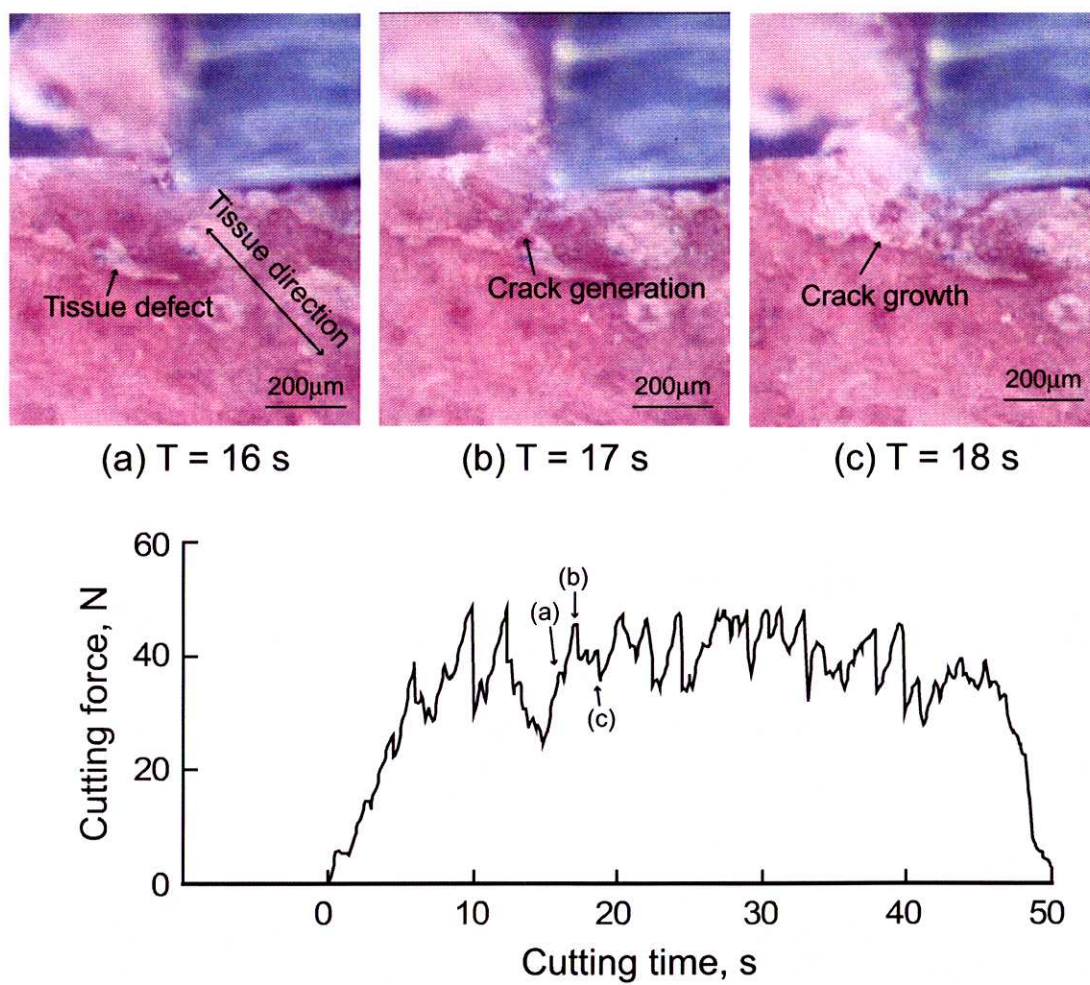 Tissue defect
Tissue direction
200μm
Crack generation
200μm
Crack growth
200μm
(a) T = 16 s
(b) T = 17 s
(c) T = 18 s
60
40
20
0
Cutting force, N
(a)
(b)
(c)
0
10
20
30
40
50
Cutting time, s